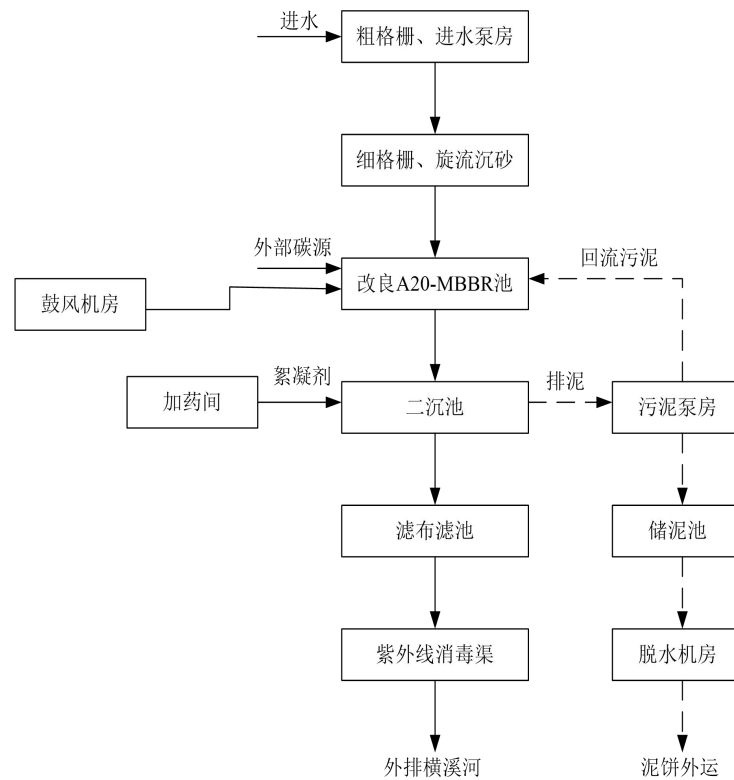 进水
粗格栅、进水泵房
细格栅、旋流沉砂
外部碳源
回流污泥
改良A20-MBBR池
鼓风机房
絮凝剂
排泥
加药间
二沉池
污泥泵房
滤布滤池
储泥池
紫外线消毒渠
脱水机房
外排横溪河
泥饼外运